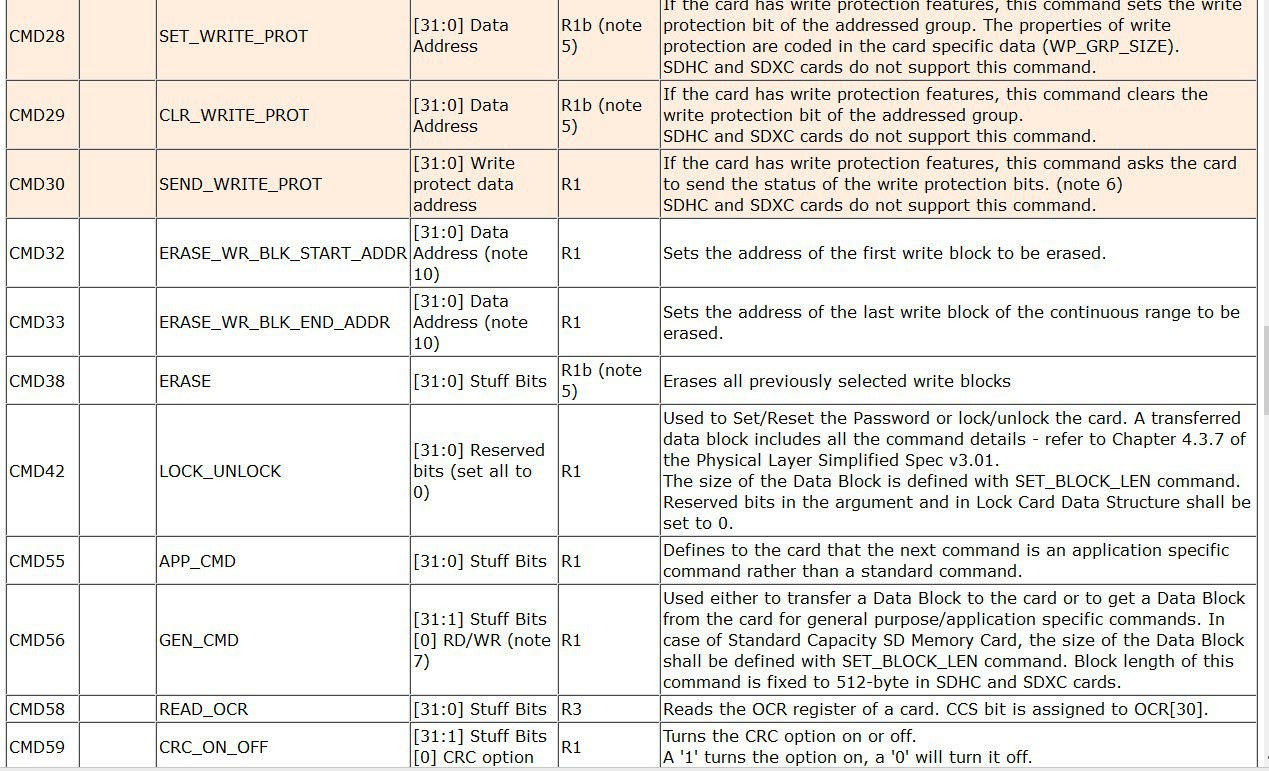 If the card has write protection features, this command sets the write
CMD28 SET_WRITE_PROT [31:0] Data Address R1b (note 5) protection bit of the addressed group. The properties of write
protection are coded in the card specific data (WP_GRP_SIZE).
SDHC and SDXC cards do not support this command.
CMD29 CLR_WRITE_PROT [31:0] Data Address R1b (note 5) If the card has write protection features, this command clears the
write protection bit of the addressed group.
SDHC and SDXC cards do not support this command.
CMD30 SEND_WRITE_PROT [31:0] Write protect data address R1 If the card has write protection features, this command asks the card
to send the status of the write protection bits. (note 6)
SDHC and SDXC cards do not support this command.
CMD32 ERASE_WR_BLK_START_ADDR [31:0] Data Address (note 10) R1 Sets the address of the first write block to be erased.
CMD33 ERASE_WR_BLK_END_ADDR [31:0] Data Address (note 10) R1 Sets the address of the last write block of the continuous range to be
erased.
CMD38 ERASE [31:0] Stuff Bits R1b (note 5) Erases all previously selected write blocks
CMD42 LOCK_UNLOCK [31:0] Reserved bits (set all to 0) R1 Used to Set/Reset the Password or lock/unlock the card. A transferred
data block includes all the command details - refer to Chapter 4.3.7 of
the Physical Layer Simplified Spec v3.01.
The size of the Data Block is defined with SET_BLOCK_LEN command.
Reserved bits in the argument and in Lock Card Data Structure shall be
set to 0.
CMD55 APP_CMD [31:0] Stuff Bits R1 Defines to the card that the next command is an application specific
command rather than a standard command.
CMD56 GEN_CMD [31:1] Stuff Bits [0] RD/WR (note 7) R1 Used either to transfer a Data Block to the card or to get a Data Block
from the card for general purpose/application specific commands. In
case of Standard Capacity SD Memory Card, the size of the Data Block
shall be defined with SET_BLOCK_LEN command. Block length of this
command is fixed to 512-byte in SDHC and SDXC cards.
CMD58 READ_OCR [31:0] Stuff Bits R3 Reads the OCR register of a card. CCS bit is assigned to OCR[30].
CMD59 CRC_ON_OFF [31:1] Stuff Bits [0] CRC option R1 Turns the CRC option on or off.
A '1' turns the option on, a '0' will turn it off.